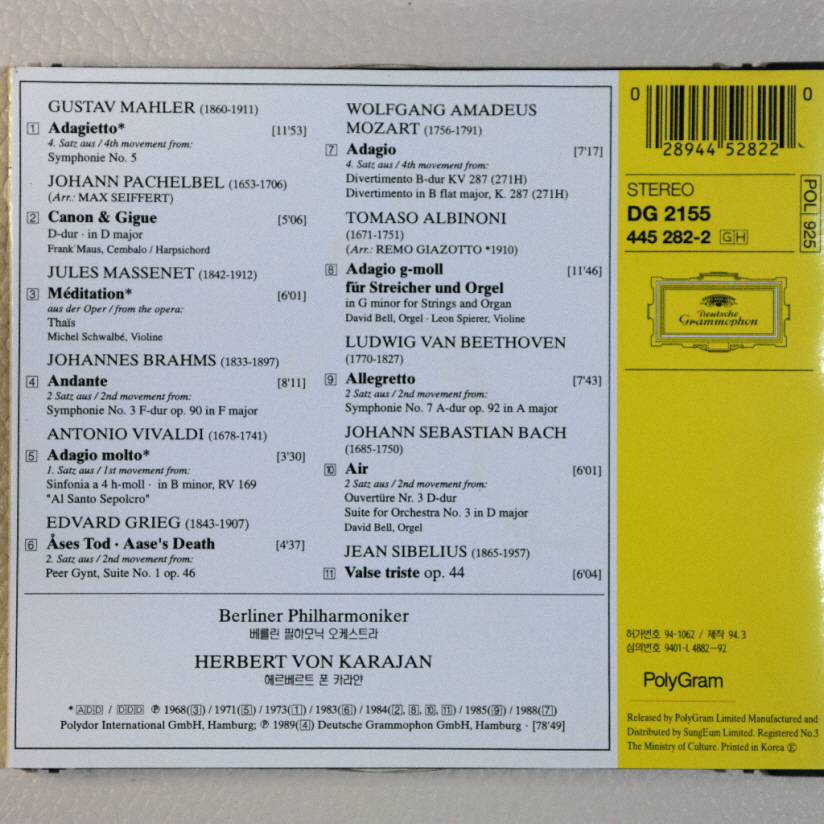 GUSTAV MAHLER (1860-1911)
1 Adagietto* [11'53]
4. Satz aus / 4th movement from:
Symphonie No. 5
JOHANN PACHELBEL (1653-1706)
(Arr.: MAX SEIFFERT)
2 Canon & Gigue [5'06]
D-dur · in D major
Frank Maus, Cembalo / Harpsichord
JULES MASSENET (1842-1912)
3 Méditation* [6'01]
aus der Oper / from the opera:
Thaïs
Michel Schwalbé, Violine
JOHANNES BRAHMS (1833-1897)
4 Andante [8'11]
2 Satz aus / 2nd movement from:
Symphonie No. 3 F-dur op. 90 in F major
ANTONIO VIVALDI (1678-1741)
5 Adagio molto* [3'30]
1. Satz aus / 1st movement from:
Sinfonia a 4 h-moll · in B minor, RV 169
"Al Santo Sepolcro"
EDVARD GRIEG (1843-1907)
6 Åses Tod · Aase's Death [4'37]
2. Satz aus / 2nd movement from:
Peer Gynt, Suite No. 1 op. 46
WOLFGANG AMADEUS
MOZART (1756-1791)
7 Adagio [7'17]
4. Satz aus / 4th movement from:
Divertimento B-dur KV 287 (271H)
Divertimento in B flat major, K. 287 (271H)
TOMASO ALBINONI
(1671-1751)
(Arr.: REMO GIAZOTTO *1910)
8 Adagio g-moll [11'46]
für Streicher und Orgel
in G minor for Strings and Organ
David Bell, Orgel · Leon Spierer, Violine
LUDWIG VAN BEETHOVEN
(1770-1827)
9 Allegretto [7'43]
2 Satz aus / 2nd movement from:
Symphonie No. 7 A-dur op. 92 in A major
JOHANN SEBASTIAN BACH
(1685-1750)
10 Air [6'01]
2 Satz aus / 2nd movement from:
Ouvertüre Nr. 3 D-dur
Suite for Orchestra No. 3 in D major
David Bell, Orgel
JEAN SIBELIUS (1865-1957)
11 Valse triste op. 44 [6'04]
Berliner Philharmoniker
베를린 필하모닉 오케스트라
HERBERT VON KARAJAN
헤르베르트 폰 카라얀
* ADD / DDD ℗ 1968(3) / 1971(5) / 1973(1) / 1983(6) / 1984(2, 8, 10, 11) / 1985(9) / 1988(7)
Polydor International GmbH, Hamburg; ℗ 1989(4) Deutsche Grammophon GmbH, Hamburg · [78'49]
0 28944 52822 0
STEREO
DG 2155
445 282-2 GH
POL 925
Deutsche
Grammophon
허가번호 94-1062 / 제작 94.3
심의번호 9401-L 4882~92
PolyGram
Released by PolyGram Limited Manufactured and
Distributed by SungEum Limited. Registered No.3
The Ministry of Culture. Printed in Korea Ⓔ